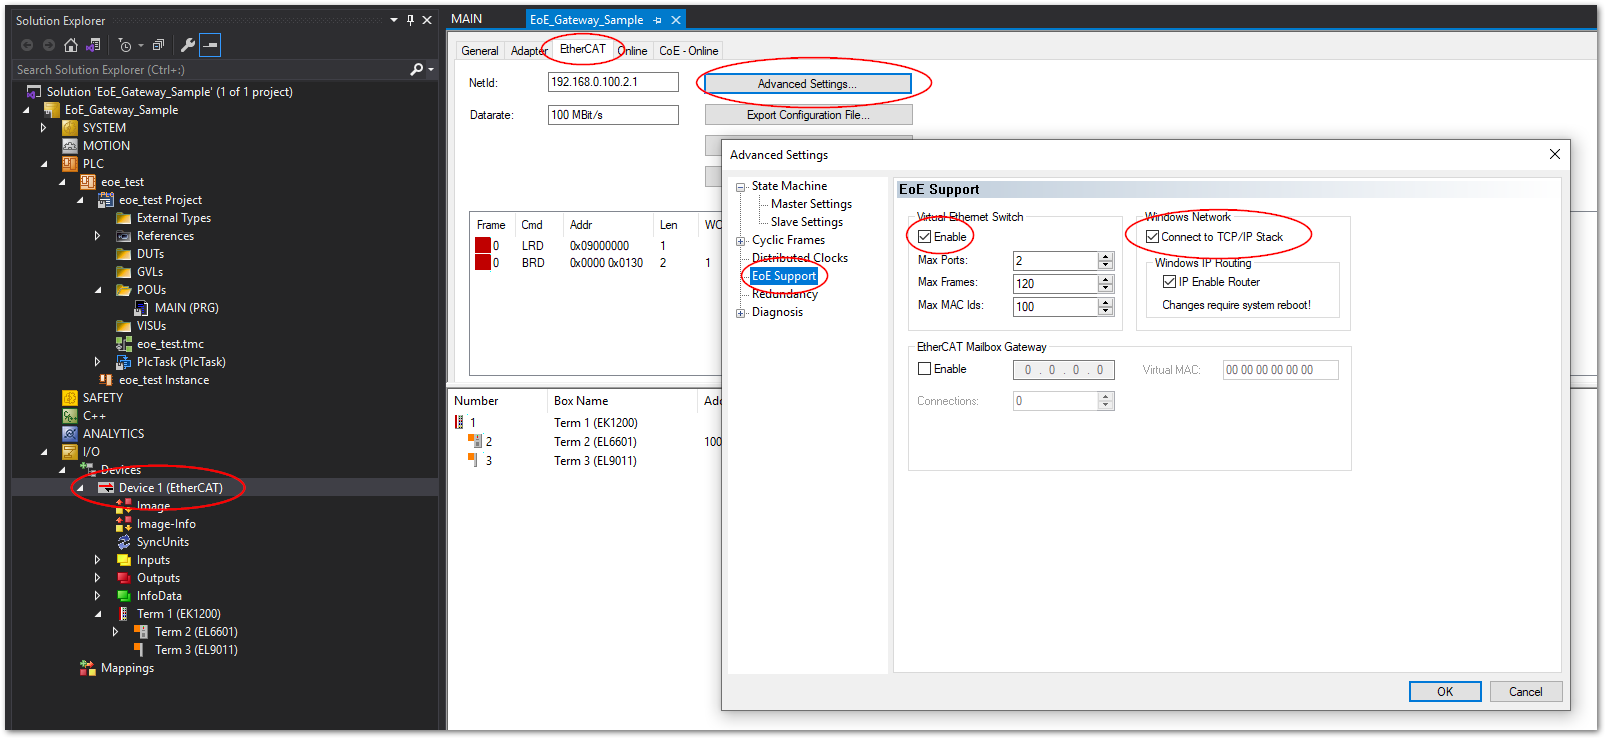 Solution Explorer
Search Solution Explorer (Ctrl+;)
Solution 'EoE_Gateway_Sample' (1 of 1 project)
EoE_Gateway_Sample
SYSTEM
MOTION
PLC
eoe_test
eoe_test Project
External Types
References
DUTs
GVLs
POUs
MAIN (PRG)
VISUs
eoe_test.tmc
PlcTask (PlcTask)
eoe_test Instance
SAFETY
C++
ANALYTICS
I/O
Devices
Device 1 (EtherCAT)
Image
Image-Info
SyncUnits
Inputs
Outputs
InfoData
Term 1 (EK1200)
Term 2 (EL6601)
Term 3 (EL9011)
Mappings
MAIN EoE_Gateway_Sample
General Adapter EtherCAT Online CoE - Online
NetId: 192.168.0.100.2.1 Advanced Settings...
Datarate: 100 MBit/s Export Configuration File...
Frame Cmd Addr Len WC
0 LRD 0x09000000 1
0 BRD 0x0000 0x0130 2 1
Number Box Name Add
1 Term 1 (EK1200)
2 Term 2 (EL6601) 100
3 Term 3 (EL9011)
Advanced Settings
State Machine
Master Settings
Slave Settings
Cyclic Frames
Distributed Clocks
EoE Support
Redundancy
Diagnosis
EoE Support
Virtual Ethernet Switch
Enable
Max Ports: 2
Max Frames: 120
Max MAC Ids: 100
Windows Network
Connect to TCP/IP Stack
Windows IP Routing
IP Enable Router
Changes require system reboot!
EtherCAT Mailbox Gateway
Enable 0 . 0 . 0 . 0 Virtual MAC: 00 00 00 00 00 00
Connections: 0
OK Cancel